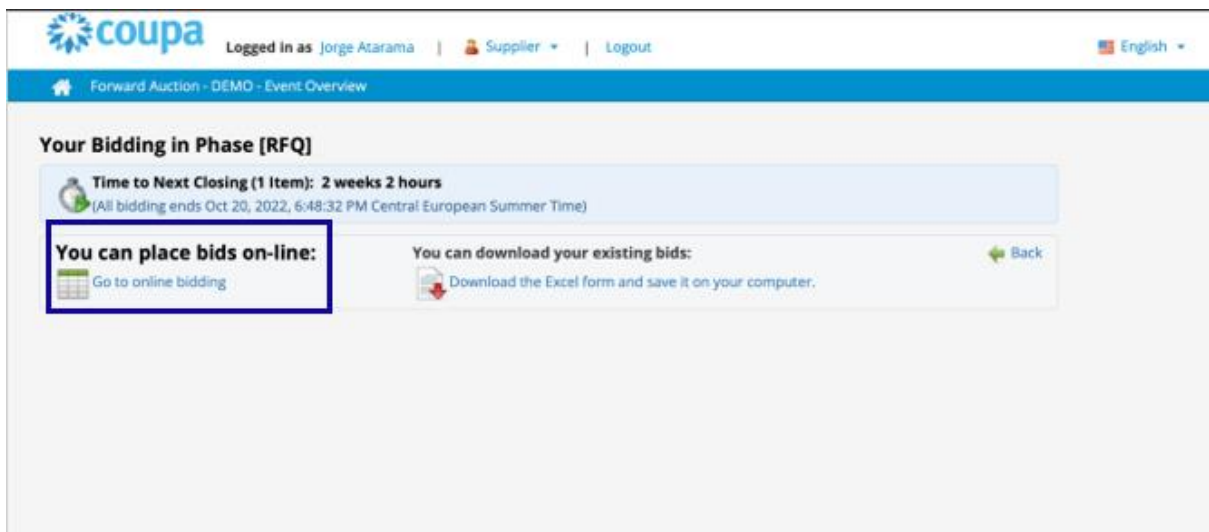 coupa Logged in as Jorge Atarama | Supplier | Logout English
Forward Auction - DEMO - Event Overview
Your Bidding in Phase [RFQ]
Time to Next Closing (1 Item): 2 weeks 2 hours
(All bidding ends Oct 20, 2022, 6:48:32 PM Central European Summer Time)
You can place bids on-line: You can download your existing bids: Back
Go to online bidding Download the Excel form and save it on your computer.